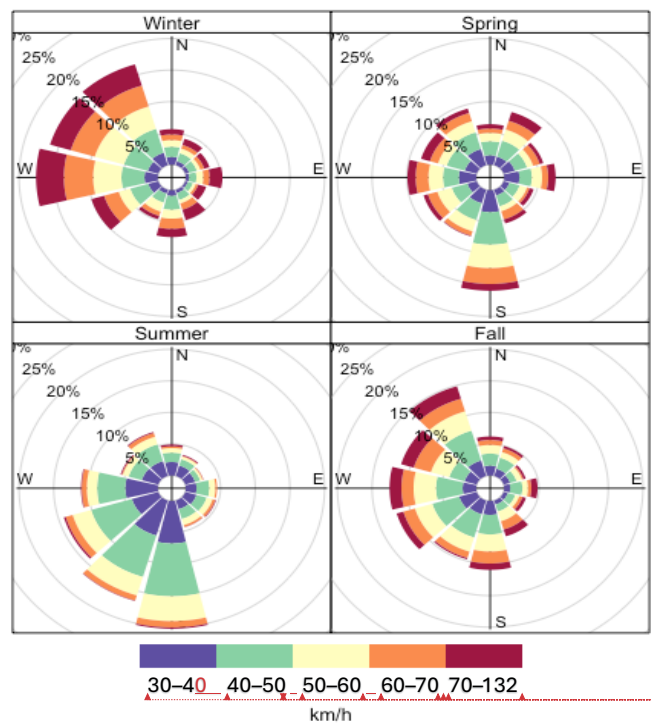 Winter Spring
N N
25% 25%
20% 20%
15% 15%
10% 10%
5% 5%
W E W E
S S
Summer Fall
N N
25% 25%
20% 20%
15% 15%
10% 10%
5% 5%
W E W E
S
30–40 40–50 50–60 60–70 70–132
km/h